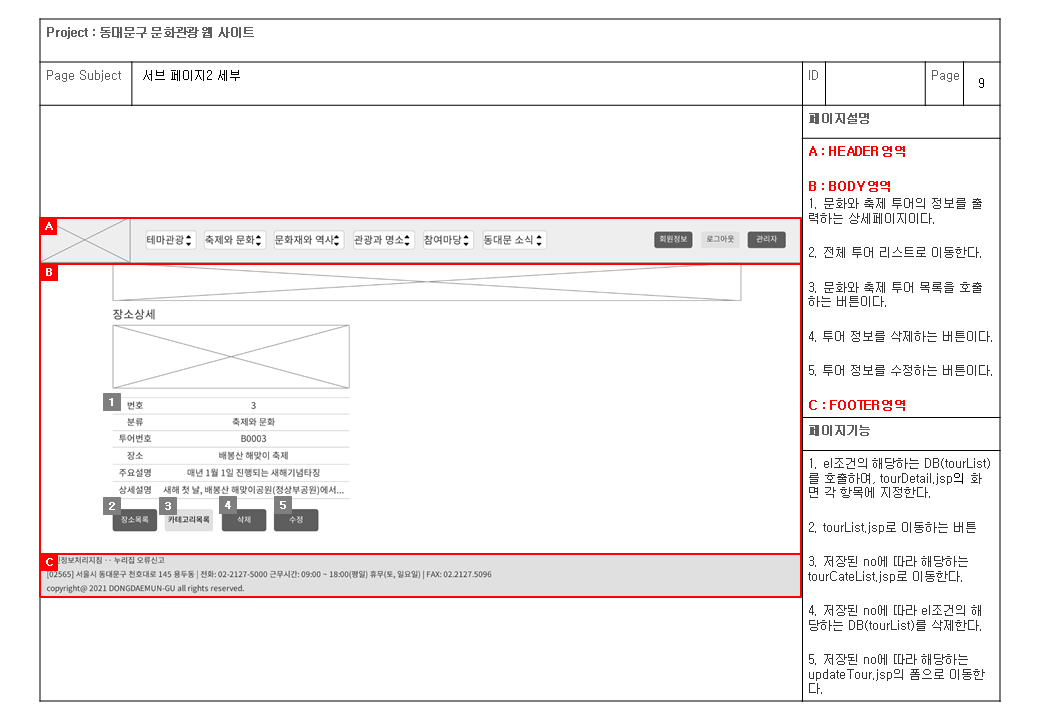 Project : 동대문구 문화관광 웹 사이트
Page Subject 서브 페이지2 세부 ID Page 9
페이지설명
A : HEADER 영역
B : BODY 영역
1. 문화와 축제 투어의 정보를 출
력하는 상세페이지이다.
2. 전체 투어 리스트로 이동한다.
3. 문화와 축제 투어 목록을 호출
하는 버튼이다.
4. 투어 정보를 삭제하는 버튼이다.
5. 투어 정보를 수정하는 버튼이다.
C : FOOTER 영역
페이지기능
1. el조건의 해당하는 DB(tourList)
를 호출하며, tourDetail.jsp의 화
면 각 항목에 지정한다.
2. tourList.jsp로 이동하는 버튼
3. 저장된 no에 따라 해당하는
tourCateList.jsp로 이동한다.
4. 저장된 no에 따라 el조건의 해
당하는 DB(tourList)를 삭제한다.
5. 저장된 no에 따라 해당하는
updateTour.jsp의 폼으로 이동한
다.
A
테마관광 축제와 문화 문화재와 역사 관광과 명소 참여마당 동대문 소식 회원정보 로그아웃 관리자
B
장소상세
1
번호 3
분류 축제와 문화
투어번호 B0003
장소 배봉산 해맞이 축제
주요설명 매년 1월 1일 진행되는 새해기념타징
상세설명 새해 첫 날, 배봉산 해맞이공원(정상부공원)에서...
2 3 4 5
장소목록 카테고리목록 삭제 수정
C
인정보처리지침 · · 누리집 오류신고
[02565] 서울시 동대문구 천호대로 145 용두동 | 전화: 02-2127-5000 근무시간: 09:00 ~ 18:00(평일) 휴무(토, 일요일) | FAX: 02.2127.5096
copyright@ 2021 DONGDAEMUN-GU all rights reserved.